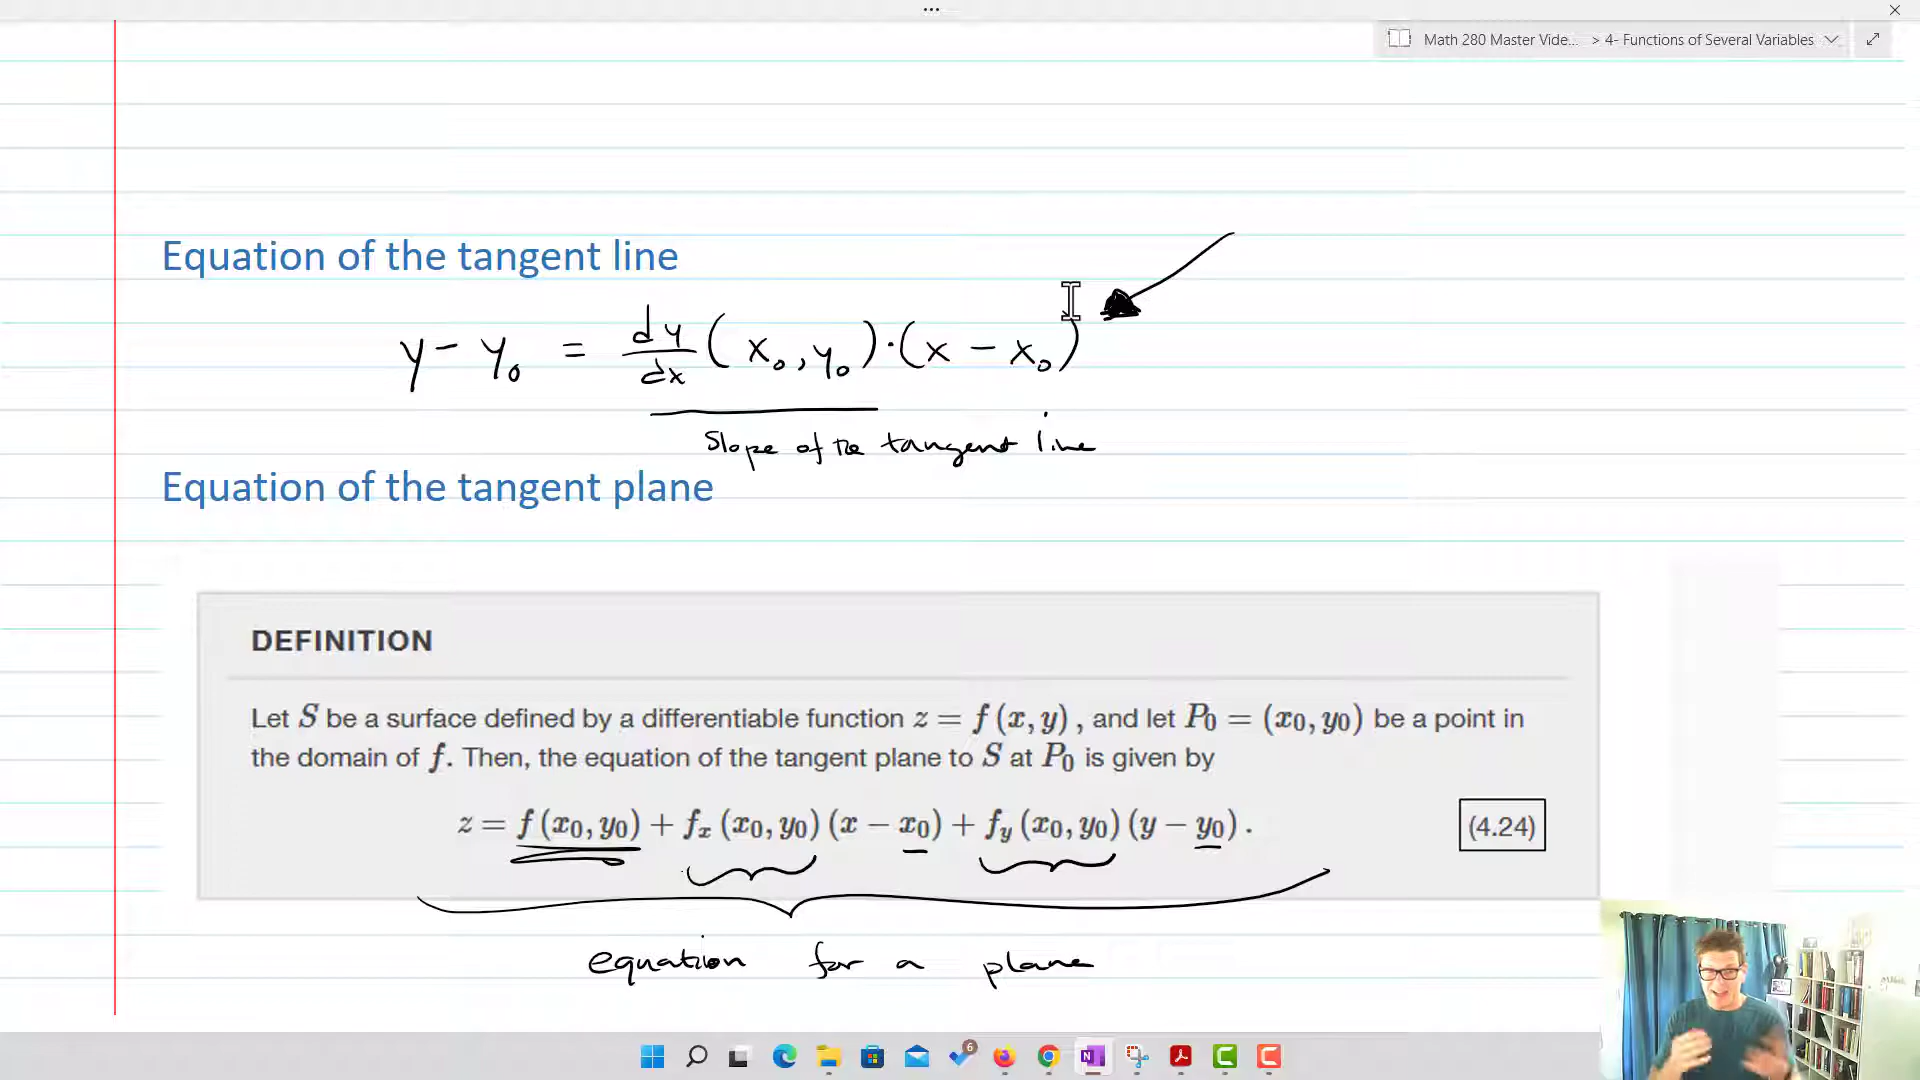 Math 280 Master Vide... > 4- Functions of Several Variables
Equation of the tangent line
y - y₀ = dy/dx (x₀, y₀) · (x - x₀)
Slope of the tangent line
Equation of the tangent plane
DEFINITION
Let S be a surface defined by a differentiable function z = f (x, y) , and let P₀ = (x₀, y₀) be a point in
the domain of f. Then, the equation of the tangent plane to S at P₀ is given by
z = f (x₀, y₀) + fₓ (x₀, y₀) (x − x₀) + f_y (x₀, y₀) (y − y₀) .
(4.24)
equation for a plane
6